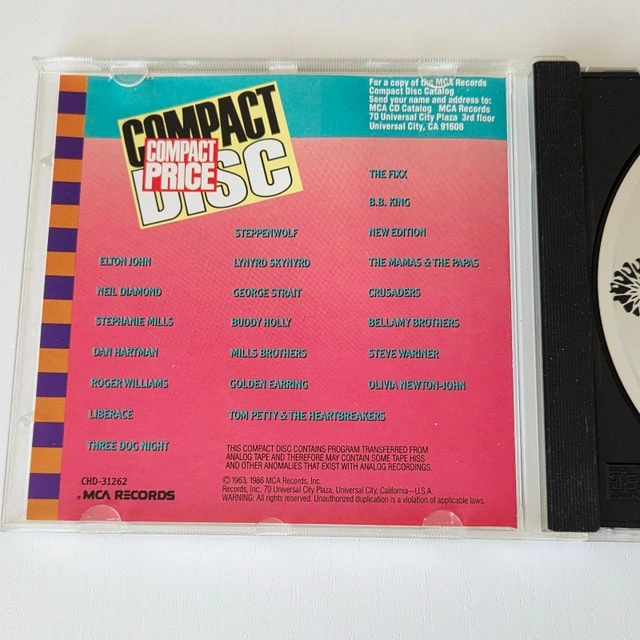 For a copy of the MCA Records
Compact Disc Catalog
Send your name and address to:
MCA CD Catalog MCA Records
70 Universal City Plaza 3rd floor
Universal City, CA 91608
COMPACT
COMPACT
PRICE
DISC
THE FIXX
B.B. KING
STEPPENWOLF
NEW EDITION
ELTON JOHN
LYNYRD SKYNYRD
THE MAMAS & THE PAPAS
NEIL DIAMOND
GEORGE STRAIT
CRUSADERS
STEPHANIE MILLS
BUDDY HOLLY
BELLAMY BROTHERS
DAN HARTMAN
MILLS BROTHERS
STEVE WARINER
ROGER WILLIAMS
GOLDEN EARRING
OLIVIA NEWTON-JOHN
LIBERACE
TOM PETTY & THE HEARTBREAKERS
THREE DOG NIGHT
THIS COMPACT DISC CONTAINS PROGRAM TRANSFERRED FROM
ANALOG TAPE AND THEREFORE MAY CONTAIN SOME TAPE HISS
AND OTHER ANOMALIES THAT EXIST WITH ANALOG RECORDINGS.
CHD-31262
MCA RECORDS
© 1963, 1986 MCA Records, Inc.
Records, Inc., 70 Universal City Plaza, Universal City, California—U.S.A.
WARNING: All rights reserved. Unauthorized duplication is a violation of applicable laws.